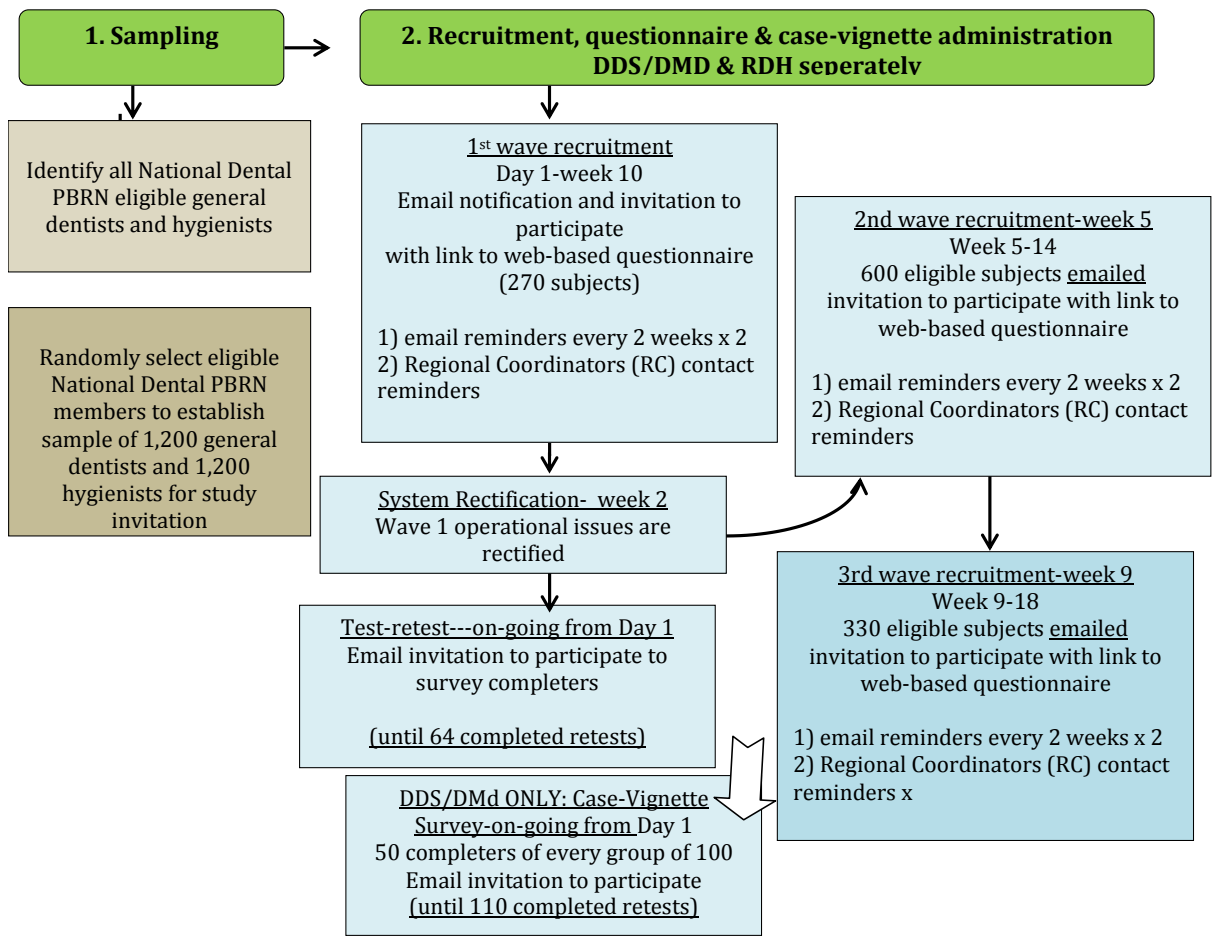 1. Sampling
2. Recruitment, questionnaire & case-vignette administration
DDS/DMD & RDH seperately
Identify all National Dental
PBRN eligible general
dentists and hygienists
Randomly select eligible
National Dental PBRN
members to establish
sample of 1,200 general
dentists and 1,200
hygienists for study
invitation
1st wave recruitment
Day 1-week 10
Email notification and invitation to
participate
with link to web-based questionnaire
(270 subjects)
1) email reminders every 2 weeks x 2
2) Regional Coordinators (RC) contact
reminders
System Rectification- week 2
Wave 1 operational issues are
rectified
Test-retest---on-going from Day 1
Email invitation to participate to
survey completers
(until 64 completed retests)
DDS/DMd ONLY: Case-Vignette
Survey-on-going from Day 1
50 completers of every group of 100
Email invitation to participate
(until 110 completed retests)
2nd wave recruitment-week 5
Week 5-14
600 eligible subjects emailed
invitation to participate with link to
web-based questionnaire
1) email reminders every 2 weeks x 2
2) Regional Coordinators (RC) contact
reminders
3rd wave recruitment-week 9
Week 9-18
330 eligible subjects emailed
invitation to participate with link to
web-based questionnaire
1) email reminders every 2 weeks x 2
2) Regional Coordinators (RC) contact
reminders x